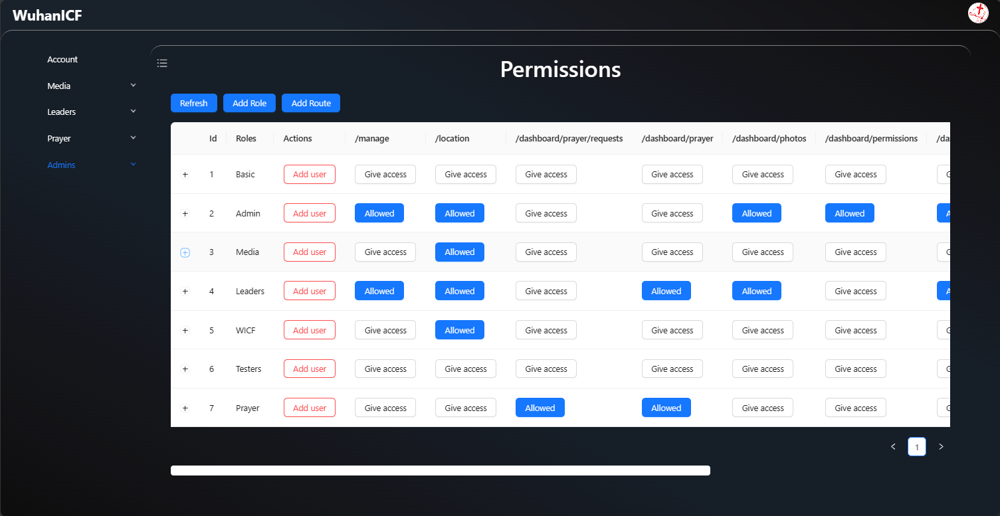 WuhanICF
Account
Media
Leaders
Prayer
Admins
Permissions
Refresh Add Role Add Route
Id Roles Actions /manage /location /dashboard/prayer/requests /dashboard/prayer /dashboard/photos /dashboard/permissions
1 Basic Add user Give access Give access Give access Give access Give access Give access
2 Admin Add user Allowed Allowed Give access Give access Allowed Allowed
3 Media Add user Give access Allowed Give access Give access Give access Give access
4 Leaders Add user Allowed Allowed Give access Allowed Allowed Give access
5 WICF Add user Give access Allowed Give access Give access Give access Give access
6 Testers Add user Give access Give access Give access Give access Give access Give access
7 Prayer Add user Give access Give access Allowed Allowed Give access Give access
< 1 >